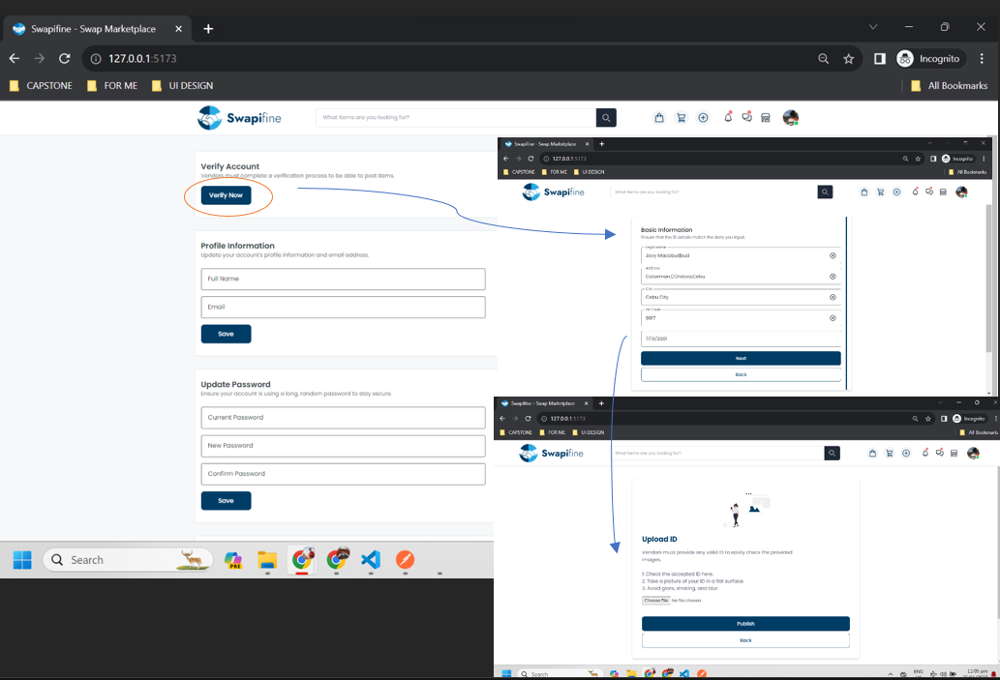 Swapifine - Swap Marketplace
127.0.0.1:5173
Incognito
CAPSTONE
FOR ME
UI DESIGN
All Bookmarks
Swapifine
What items are you looking for?
Verify Account
Vendors must complete a verification process to be able to post items.
Verify Now
Profile Information
Update your account's profile information and email address.
Full Name
Email
Save
Update Password
Ensure your account is using a long, random password to stay secure.
Current Password
New Password
Confirm Password
Save
Search
PRE
Swapifine - Swap Marketplace
127.0.0.1:5173
Incognito
CAPSTONE
FOR ME
UI DESIGN
All Bookmarks
Swapifine
What items are you looking for?
Basic Information
Ensure that the ID details match the data you input.
Jovy Macabudbud
Address
City
Cebu City
Zip Code
6017
7/19/2001
Next
Back
Swapifine - Swap Marketplace
127.0.0.1:5173
Incognito
CAPSTONE
FOR ME
UI DESIGN
All Bookmarks
Swapifine
What items are you looking for?
Upload ID
Vendors must provide any valid ID to easily check the provided
images.
1. Check the accepted ID here.
2. Take a picture of your ID in a flat surface.
3. Avoid glare, shaking, and blur.
Choose File No file chosen
Publish
Back
Search
ENG
11:05 pm